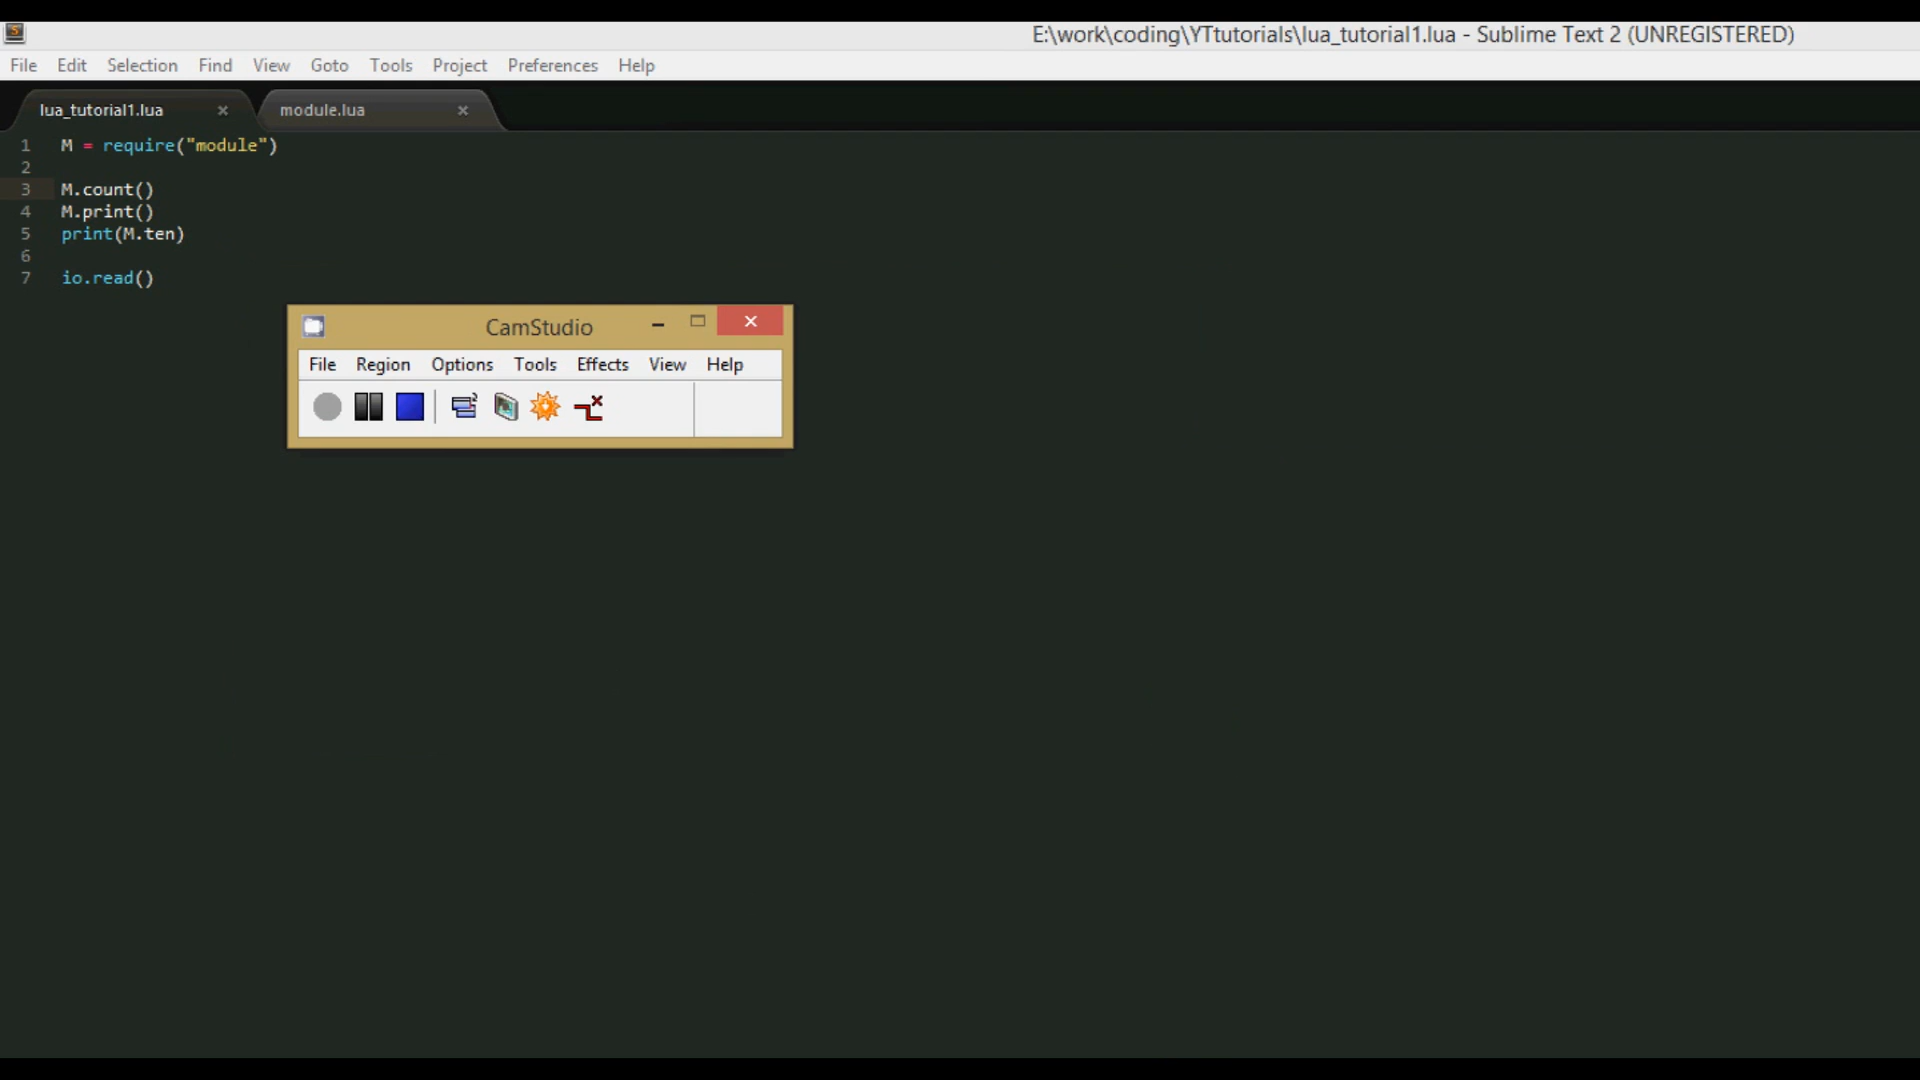 E:\work\coding\YTtutorials\lua_tutorial1.lua - Sublime Text 2 (UNREGISTERED)
File Edit Selection Find View Goto Tools Project Preferences Help
lua_tutorial1.lua × module.lua ×
1 M = require("module")
2
3 M.count()
4 M.print()
5 print(M.ten)
6
7 io.read()
CamStudio
File Region Options Tools Effects View Help